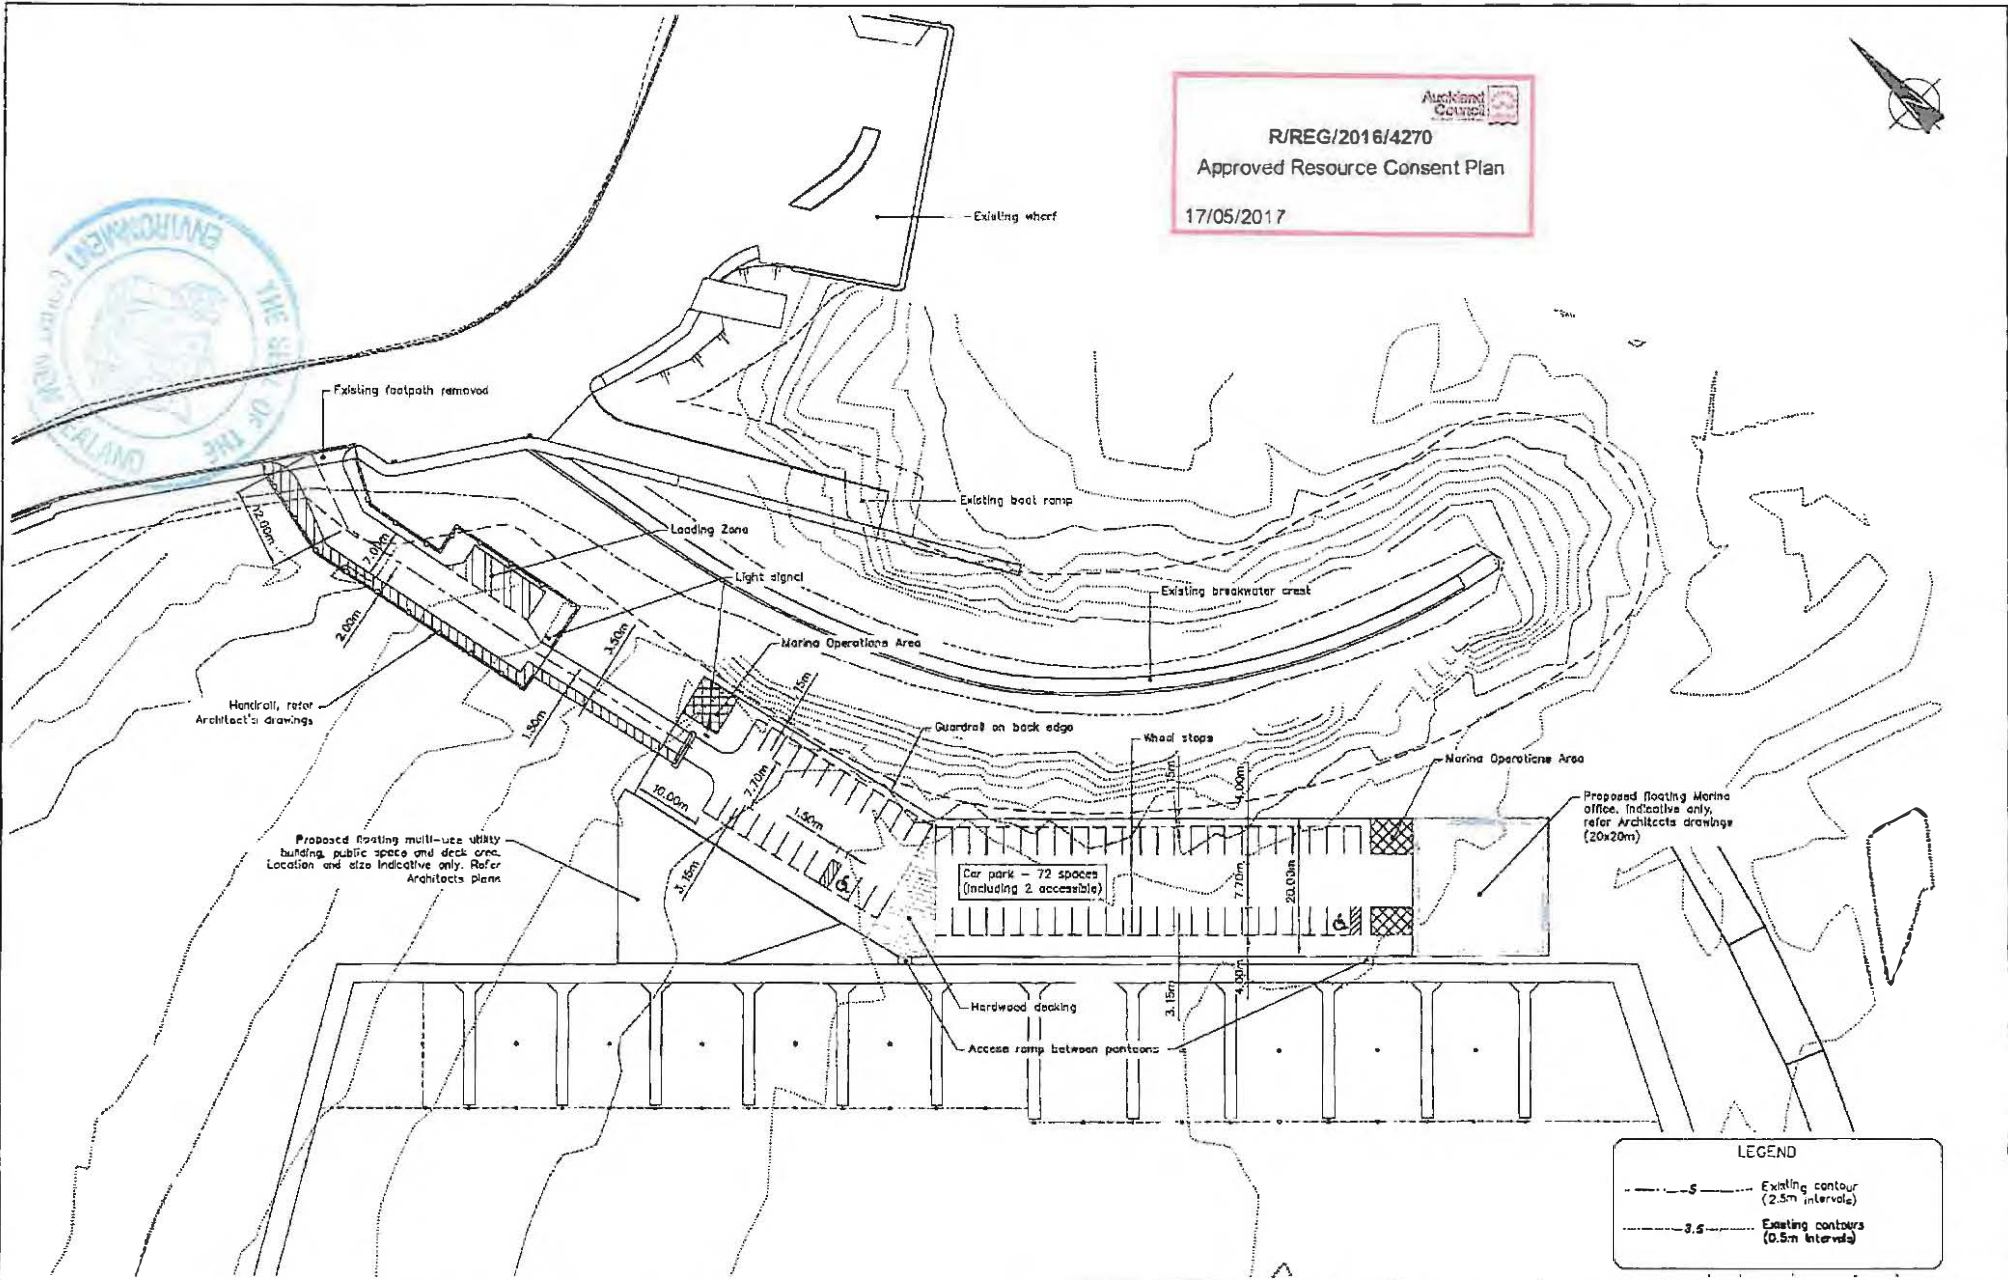 Auckland
Council
R/REG/2016/4270
Approved Resource Consent Plan
17/05/2017
THE SEAL OF THE
ENVIRONMENT
Existing wharf
Existing footpath removed
Existing boat ramp
Loading Zone
Light signal
Existing breakwater crest
Marina Operations Area
12.00m
7.00m
2.00m
3.50m
1.50m
Handrail, refer
Architect's drawings
Guardrail on back edge
Wheel stops
Marina Operations Area
Proposed floating Marina
office, indicative only,
refer Architects drawings
(20x20m)
10.00m
7.70m
1.50m
3.15m
4.00m
Proposed floating multi-use utility
building, public space and deck area.
Location and size indicative only. Refer
Architects plans
Car park - 72 spaces
(including 2 accessible)
7.70m
20.00m
3.15m
4.00m
Hardwood decking
Access ramp between pontoons
LEGEND
5
Existing contour
(2.5m intervals)
3.5
Existing contours
(0.5m intervals)